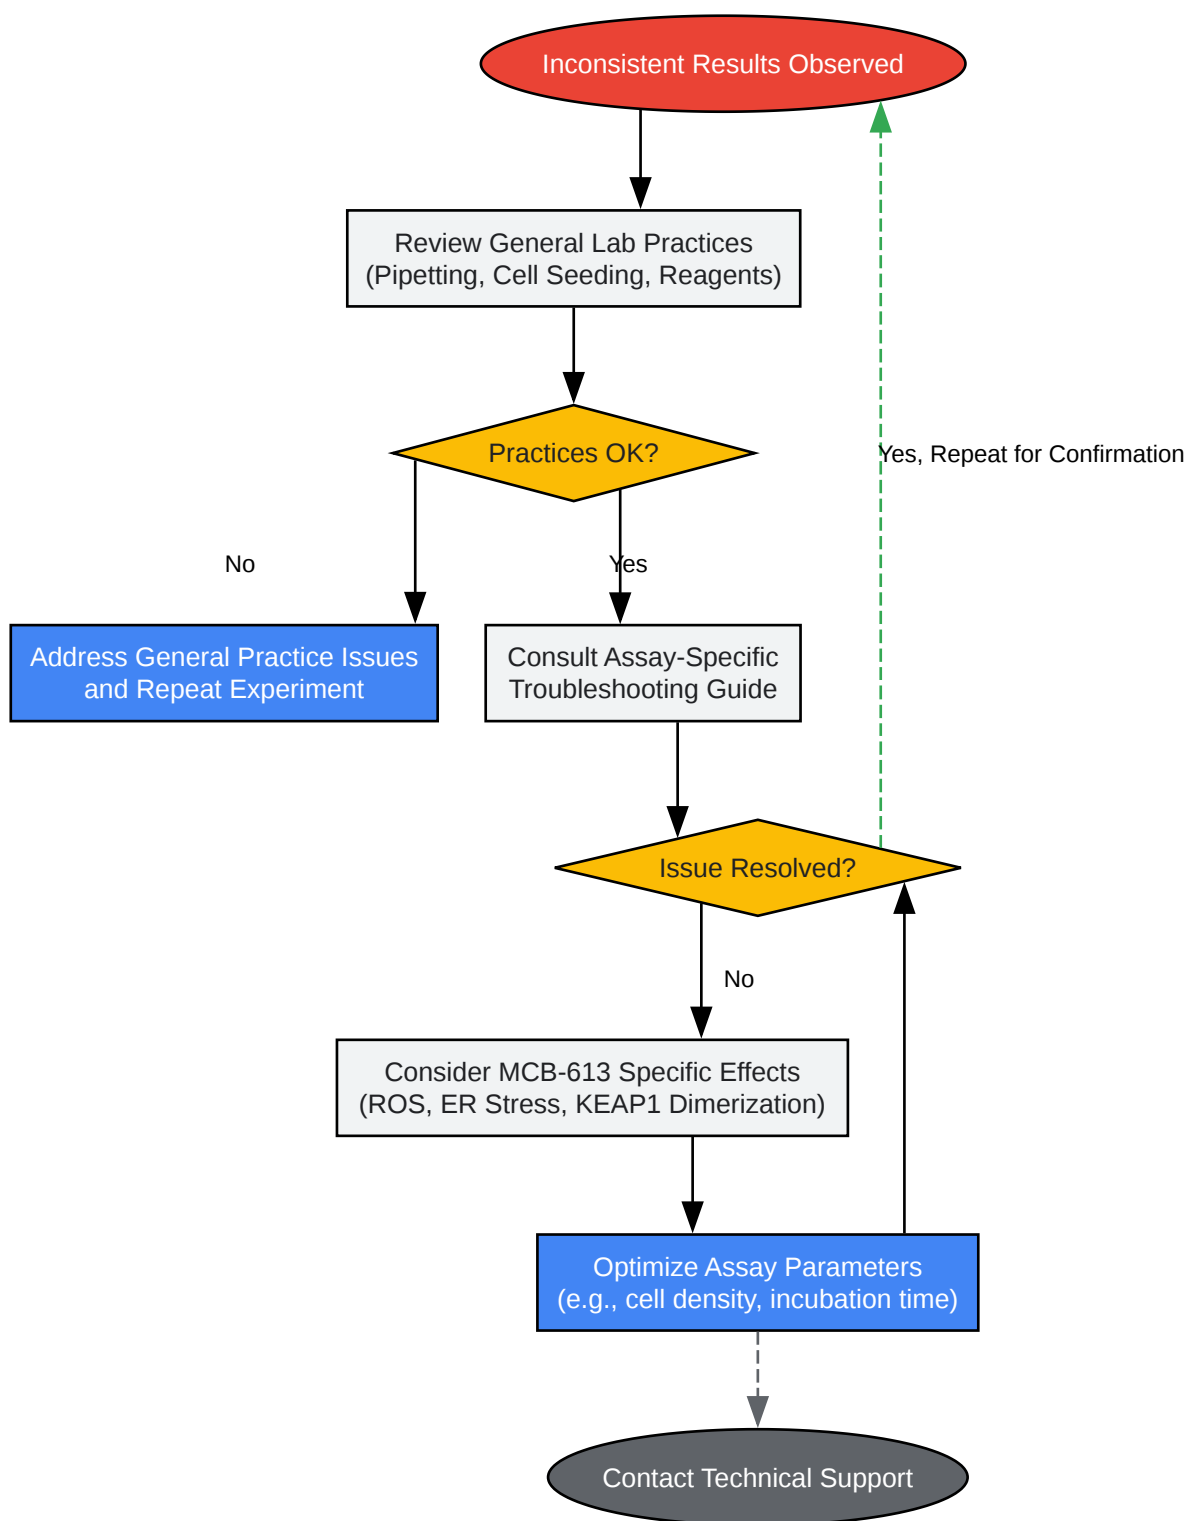 Inconsistent Results Observed
Review General Lab Practices
(Pipetting, Cell Seeding, Reagents)
Practices OK?
Yes, Repeat for Confirmation
No
Yes
Address General Practice Issues
and Repeat Experiment
Consult Assay-Specific
Troubleshooting Guide
Issue Resolved?
No
Consider MCB-613 Specific Effects
(ROS, ER Stress, KEAP1 Dimerization)
Optimize Assay Parameters
(e.g., cell density, incubation time)
Contact Technical Support